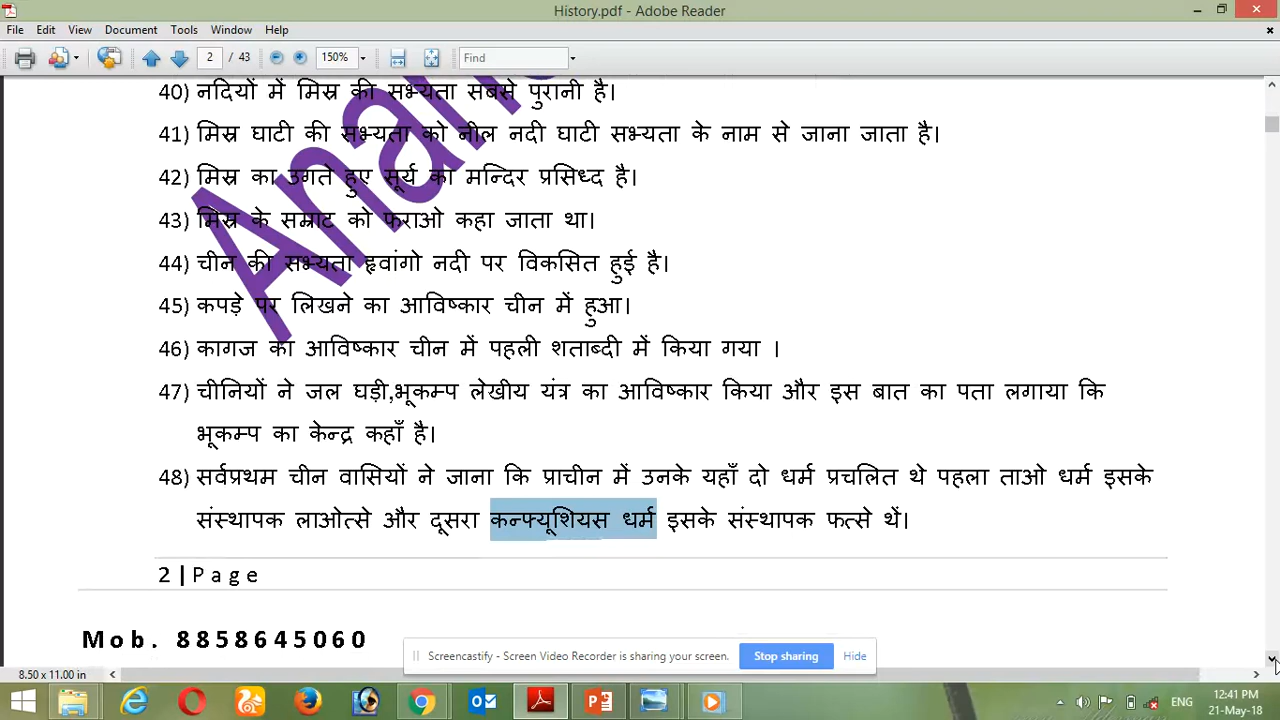 History.pdf - Adobe Reader
File Edit View Document Tools Window Help
2 / 43 150% Find
40) नदियों में मिस्र की सभ्यता सबसे पुरानी है।
41) मिस्र घाटी की सभ्यता को नील नदी घाटी सभ्यता के नाम से जाना जाता है।
42) मिस्र का उगते हुए सूर्य का मन्दिर प्रसिध्द है।
43) मिस्र के सम्राट को फराओ कहा जाता था।
44) चीन की सभ्यता हृवांगो नदी पर विकसित हुई है।
45) कपड़े पर लिखने का आविष्कार चीन में हुआ।
46) कागज का आविष्कार चीन में पहली शताब्दी में किया गया ।
47) चीनियों ने जल घड़ी,भूकम्प लेखीय यंत्र का आविष्कार किया और इस बात का पता लगाया कि
भूकम्प का केन्द्र कहाँ है।
48) सर्वप्रथम चीन वासियों ने जाना कि प्राचीन में उनके यहाँ दो धर्म प्रचलित थे पहला ताओ धर्म इसके
संस्थापक लाओत्से और दूसरा कन्फ्यूशियस धर्म इसके संस्थापक फत्से थें।
2 | Page
Mob. 8858645060
Screencastify - Screen Video Recorder is sharing your screen. Stop sharing Hide
8.50 x 11.00 in
ENG 12:41 PM
21-May-18